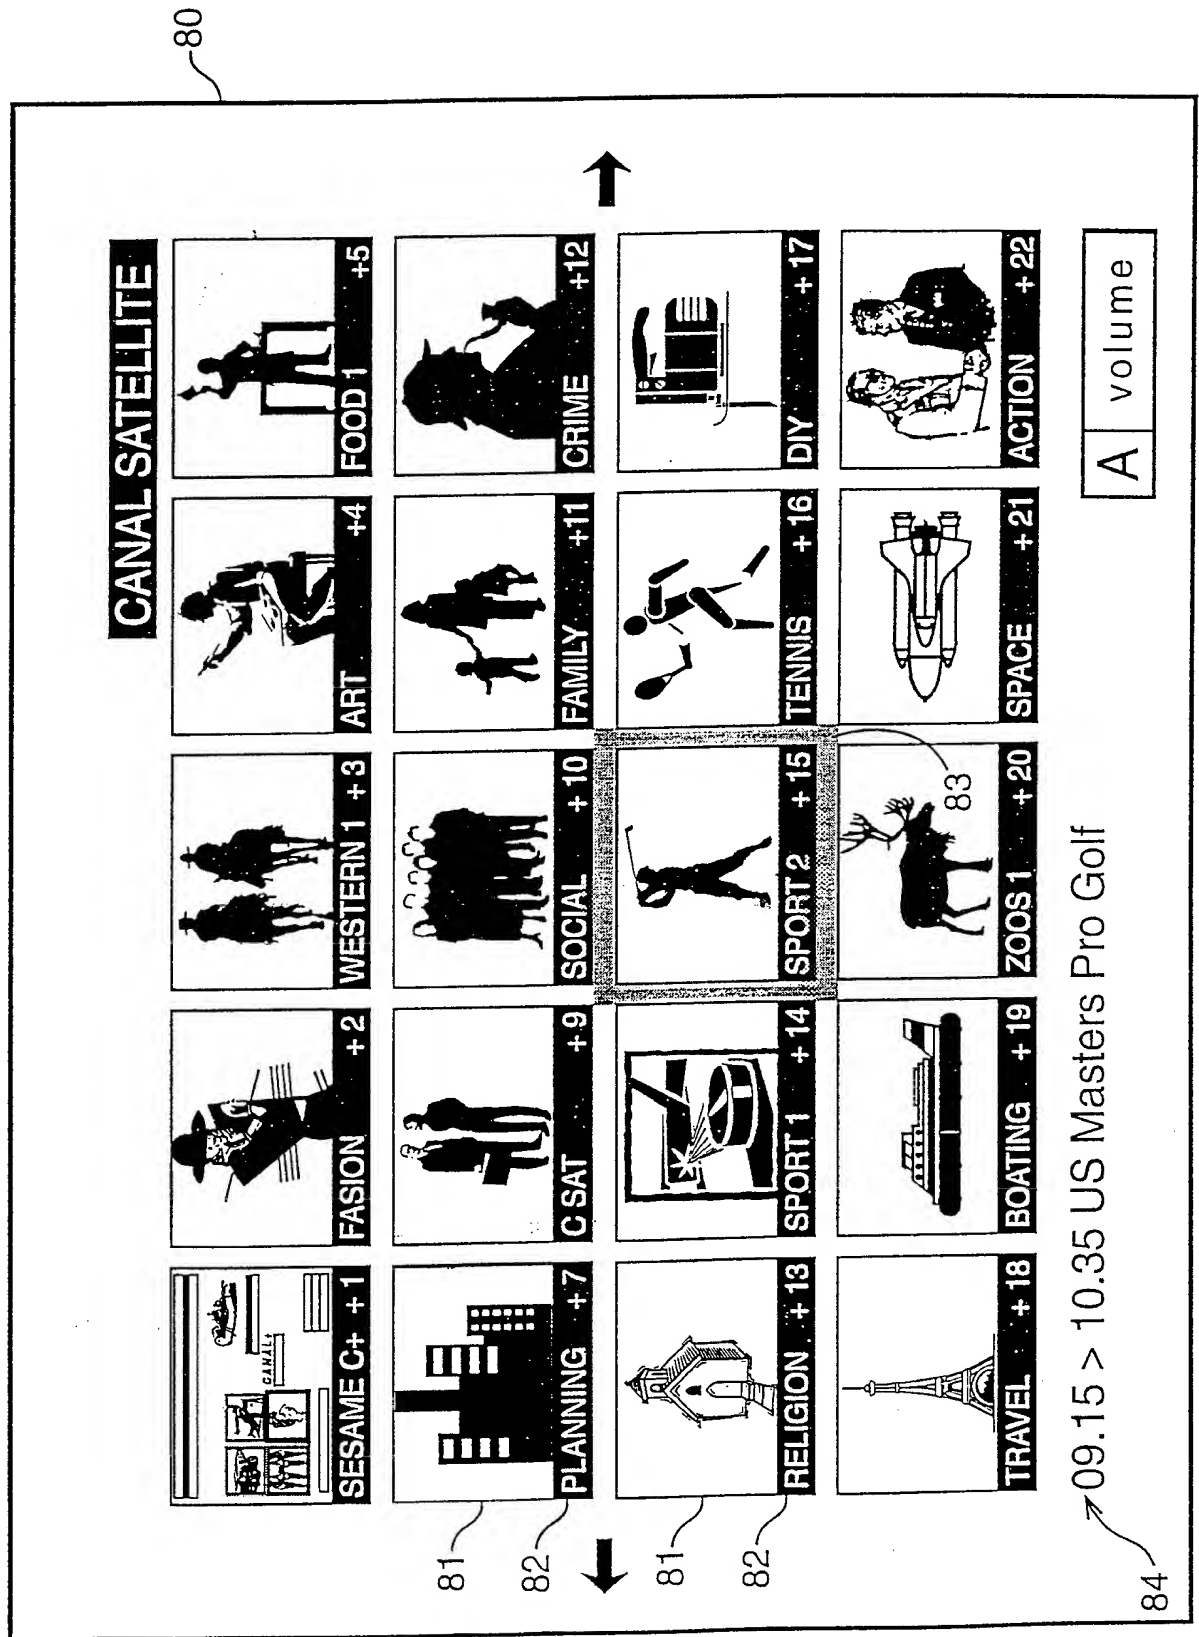 80
CANAL SATELLITE
SESAME C+ +1
FASION +2
WESTERN 1 +3
ART +4
FOOD 1 +5
CANAL+
81
82
PLANNING +7
C SAT +9
SOCIAL +10
FAMILY +11
CRIME +12
81
82
RELIGION +13
SPORT 1 +14
SPORT 2 +15
TENNIS +16
DIY +17
83
TRAVEL +18
BOATING +19
ZOOS 1 +20
SPACE +21
ACTION +22
84
09.15 > 10.35 US Masters Pro Golf
A volume